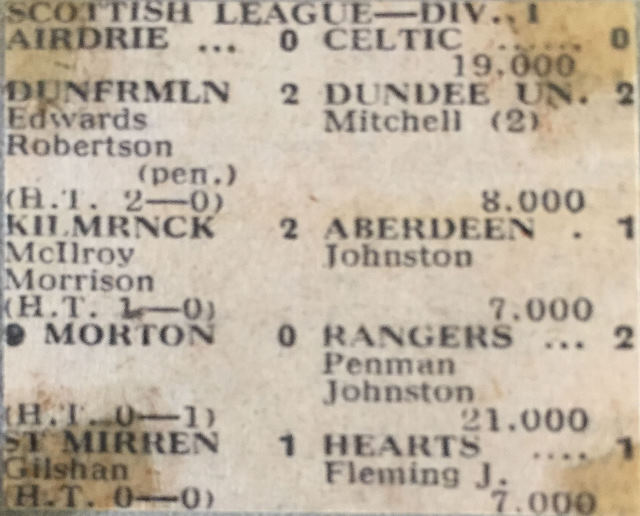 SCOTTISH LEAGUE—DIV.. 1
AIRDRIE ... 0 CELTIC ...... 0
19.000
DUNFRMLN 2 DUNDEE UN. 2
Edwards Mitchell (2)
Robertson
(pen.)
(H.T. 2—0) 8.000
KILMRNCK 2 ABERDEEN . 1
McIlroy Johnston
Morrison
(H.T. 1—0) 7.000
● MORTON 0 RANGERS ... 2
Penman
Johnston
(H.T. 0—1) 21.000
ST MIRREN 1 HEARTS .... 1
Gilshan Fleming J.
(H.T. 0—0) 7.000